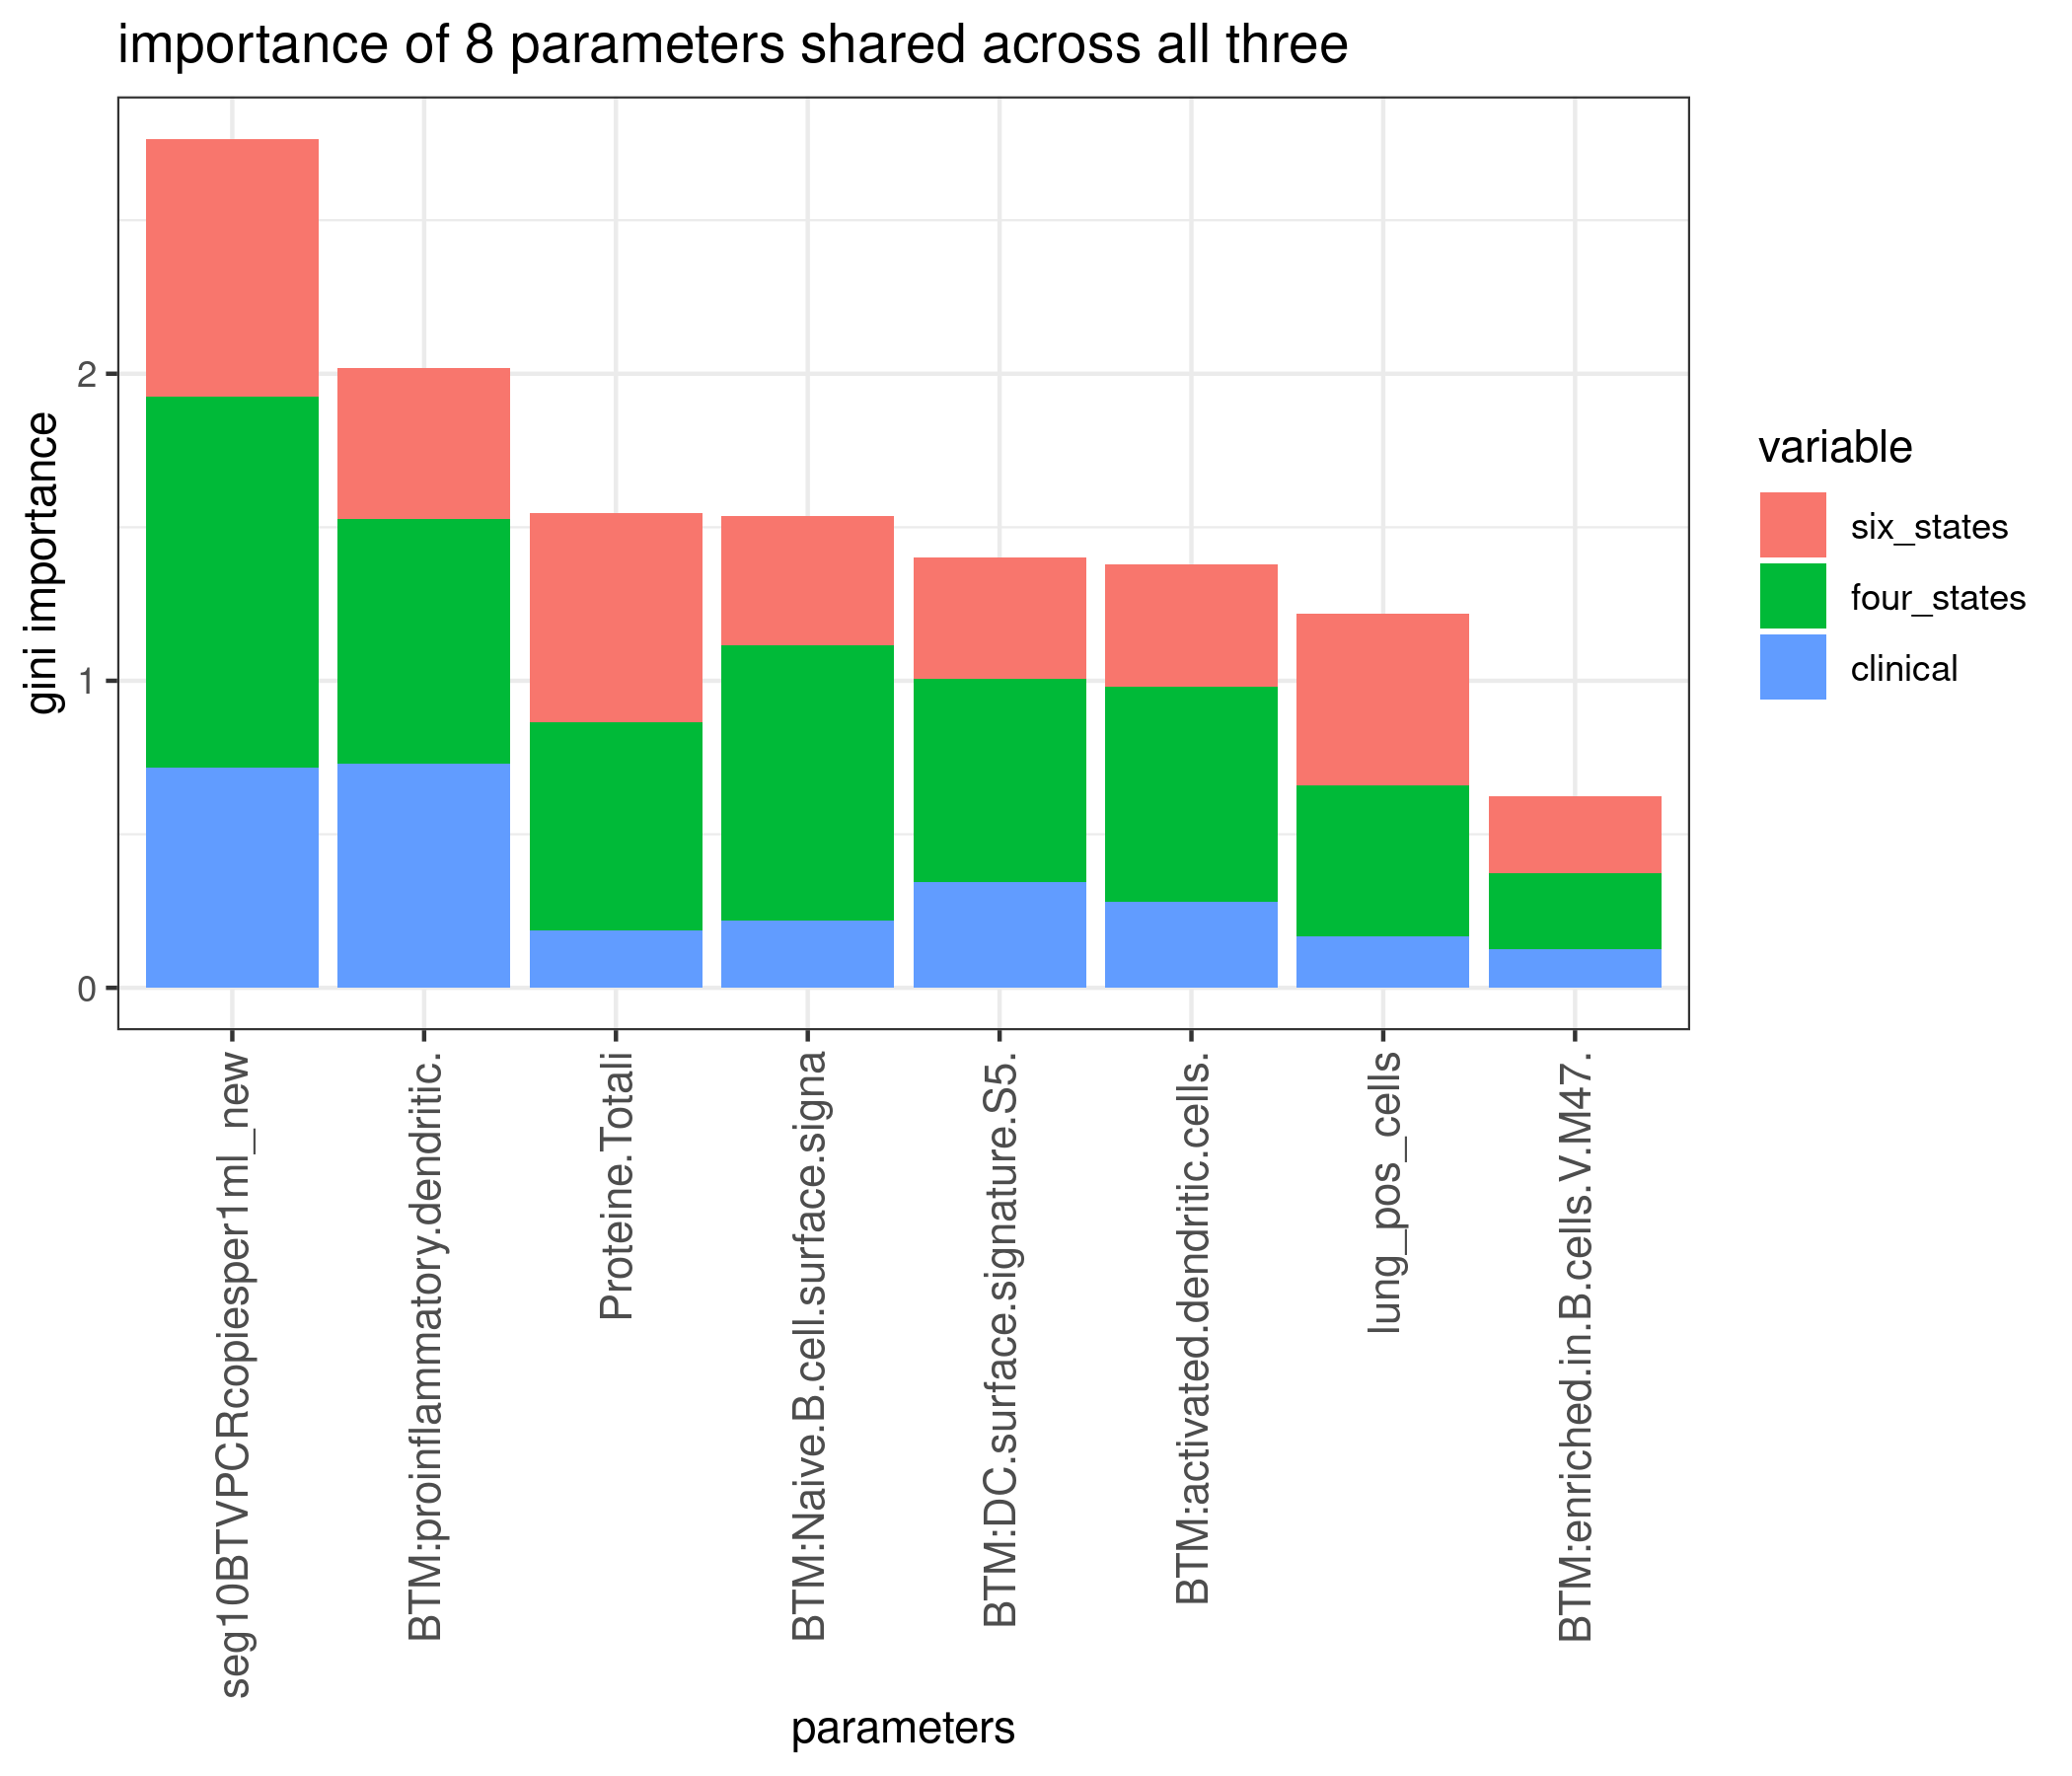 importance of 8 parameters shared across all three
gini importance
2
1
0
variable
six_states
four_states
clinical
seg10BTVPCRcopiesper1ml_new
BTM:proinflammatory.dendritic.
Proteine.Totali
BTM:Naive.B.cell.surface.signa
BTM:DC.surface.signature.S5.
BTM:activated.dendritic.cells.
lung_pos_cells
BTM:enriched.in.B.cells.V.M47.
parameters